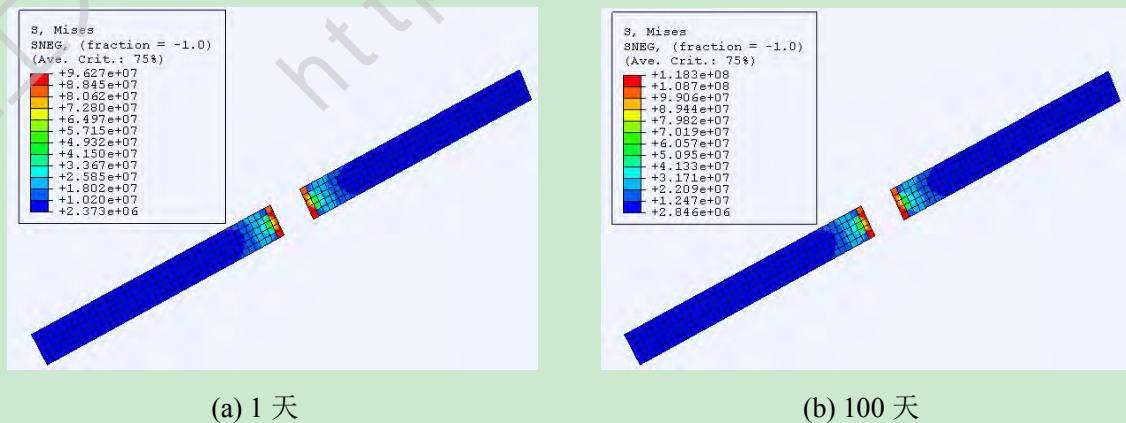 S, Mises
SNEG, (fraction = -1.0)
(Ave. Crit.: 75%)
+9.627e+07
+8.845e+07
+8.062e+07
+7.280e+07
+6.497e+07
+5.715e+07
+4.932e+07
+4.150e+07
+3.367e+07
+2.585e+07
+1.802e+07
+1.020e+07
+2.373e+06
(a) 1 天
S, Mises
SNEG, (fraction = -1.0)
(Ave. Crit.: 75%)
+1.183e+08
+1.087e+08
+9.906e+07
+8.944e+07
+7.982e+07
+7.019e+07
+6.057e+07
+5.095e+07
+4.133e+07
+3.171e+07
+2.209e+07
+1.247e+07
+2.846e+06
(b) 100 天
http